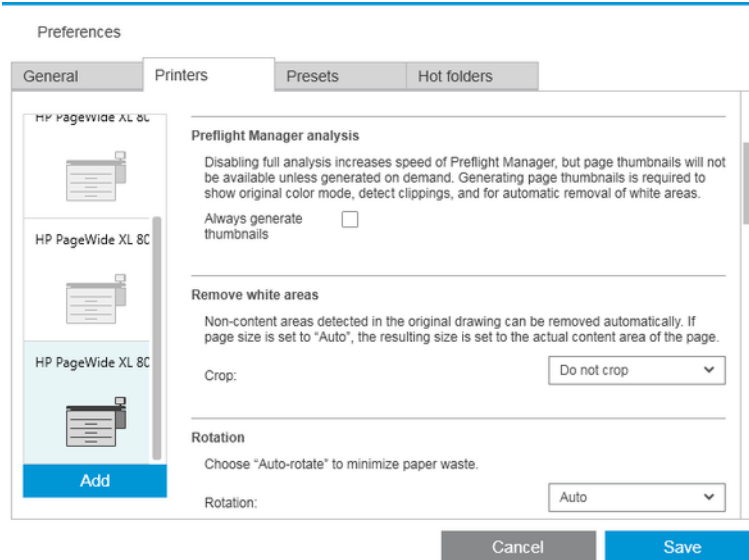 Preferences
General
Printers
Presets
Hot folders
HP PageWide XL 80
HP PageWide XL 80
HP PageWide XL 80
Add
Preflight Manager analysis
Disabling full analysis increases speed of Preflight Manager, but page thumbnails will not
be available unless generated on demand. Generating page thumbnails is required to
show original color mode, detect clippings, and for automatic removal of white areas.
Always generate
thumbnails
Remove white areas
Non-content areas detected in the original drawing can be removed automatically. If
page size is set to “Auto”, the resulting size is set to the actual content area of the page.
Crop:
Do not crop
Rotation
Choose “Auto-rotate” to minimize paper waste.
Rotation:
Auto
Cancel
Save